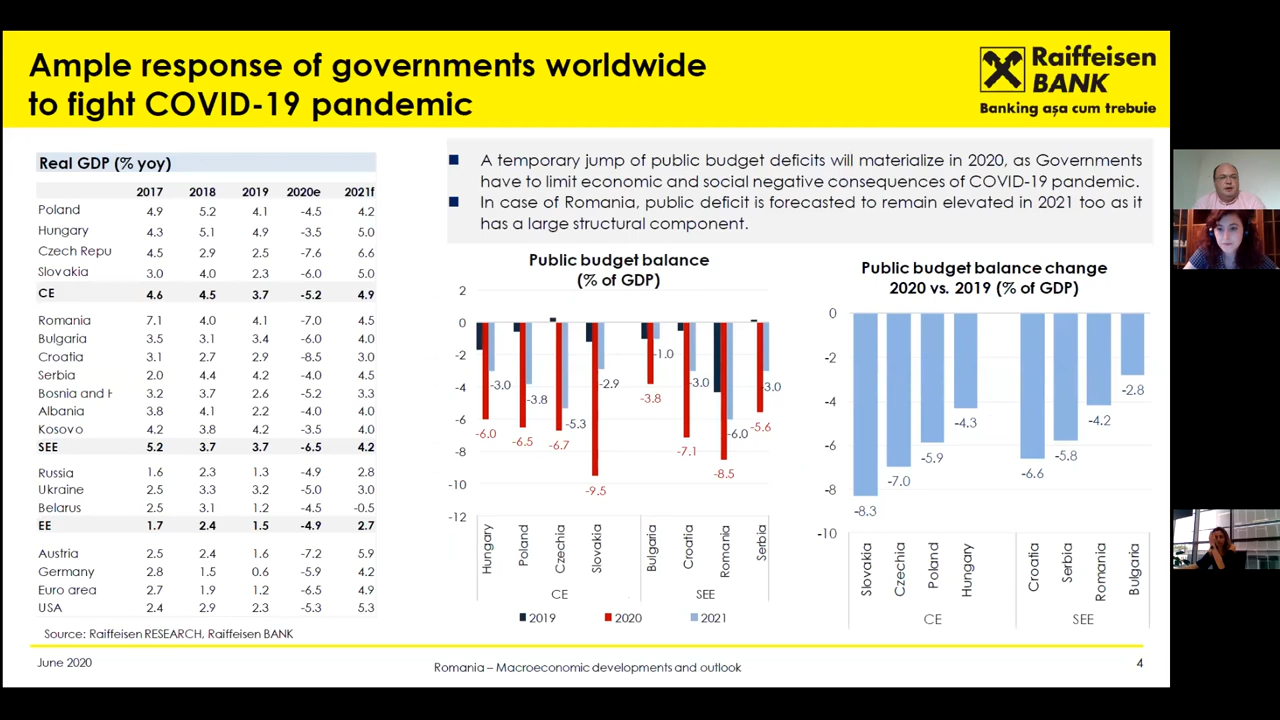 Ample response of governments worldwide
to fight COVID-19 pandemic
Raiffeisen
BANK
Banking așa cum trebuie
Real GDP (% yoy)
2017 2018 2019 2020e 2021f
Poland 4.9 5.2 4.1 -4.5 4.2
Hungary 4.3 5.1 4.9 -3.5 5.0
Czech Repu 4.5 2.9 2.5 -7.6 6.6
Slovakia 3.0 4.0 2.3 -6.0 5.0
CE 4.6 4.5 3.7 -5.2 4.9
Romania 7.1 4.0 4.1 -7.0 4.5
Bulgaria 3.5 3.1 3.4 -6.0 4.0
Croatia 3.1 2.7 2.9 -8.5 3.0
Serbia 2.0 4.4 4.2 -4.0 4.5
Bosnia and H 3.2 3.7 2.6 -5.2 3.3
Albania 3.8 4.1 2.2 -4.0 4.0
Kosovo 4.2 3.8 4.2 -3.5 4.0
SEE 5.2 3.7 3.7 -6.5 4.2
Russia 1.6 2.3 1.3 -4.9 2.8
Ukraine 2.5 3.3 3.2 -5.0 3.0
Belarus 2.5 3.1 1.2 -4.5 -0.5
EE 1.7 2.4 1.5 -4.9 2.7
Austria 2.5 2.4 1.6 -7.2 5.9
Germany 2.8 1.5 0.6 -5.9 4.2
Euro area 2.7 1.9 1.2 -6.5 4.9
USA 2.4 2.9 2.3 -5.3 5.3
Source: Raiffeisen RESEARCH, Raiffeisen BANK
A temporary jump of public budget deficits will materialize in 2020, as Governments
have to limit economic and social negative consequences of COVID-19 pandemic.
In case of Romania, public deficit is forecasted to remain elevated in 2021 too as it
has a large structural component.
Public budget balance
(% of GDP)
2
0
-2
-4
-6
-8
-10
-12
-6.0 -3.0
-6.5 -3.8
-6.7 -5.3
-9.5 -2.9
-3.8 -1.0
-7.1 -3.0
-8.5 -6.0
-5.6 -3.0
Hungary Poland Czechia Slovakia Bulgaria Croatia Romania Serbia
CE SEE
2019 2020 2021
Public budget balance change
2020 vs. 2019 (% of GDP)
0
-2
-4
-6
-8
-10
-8.3 -7.0 -5.9 -4.3 -6.6 -5.8 -4.2 -2.8
Slovakia Czechia Poland Hungary Croatia Serbia Romania Bulgaria
CE SEE
June 2020
Romania – Macroeconomic developments and outlook
4